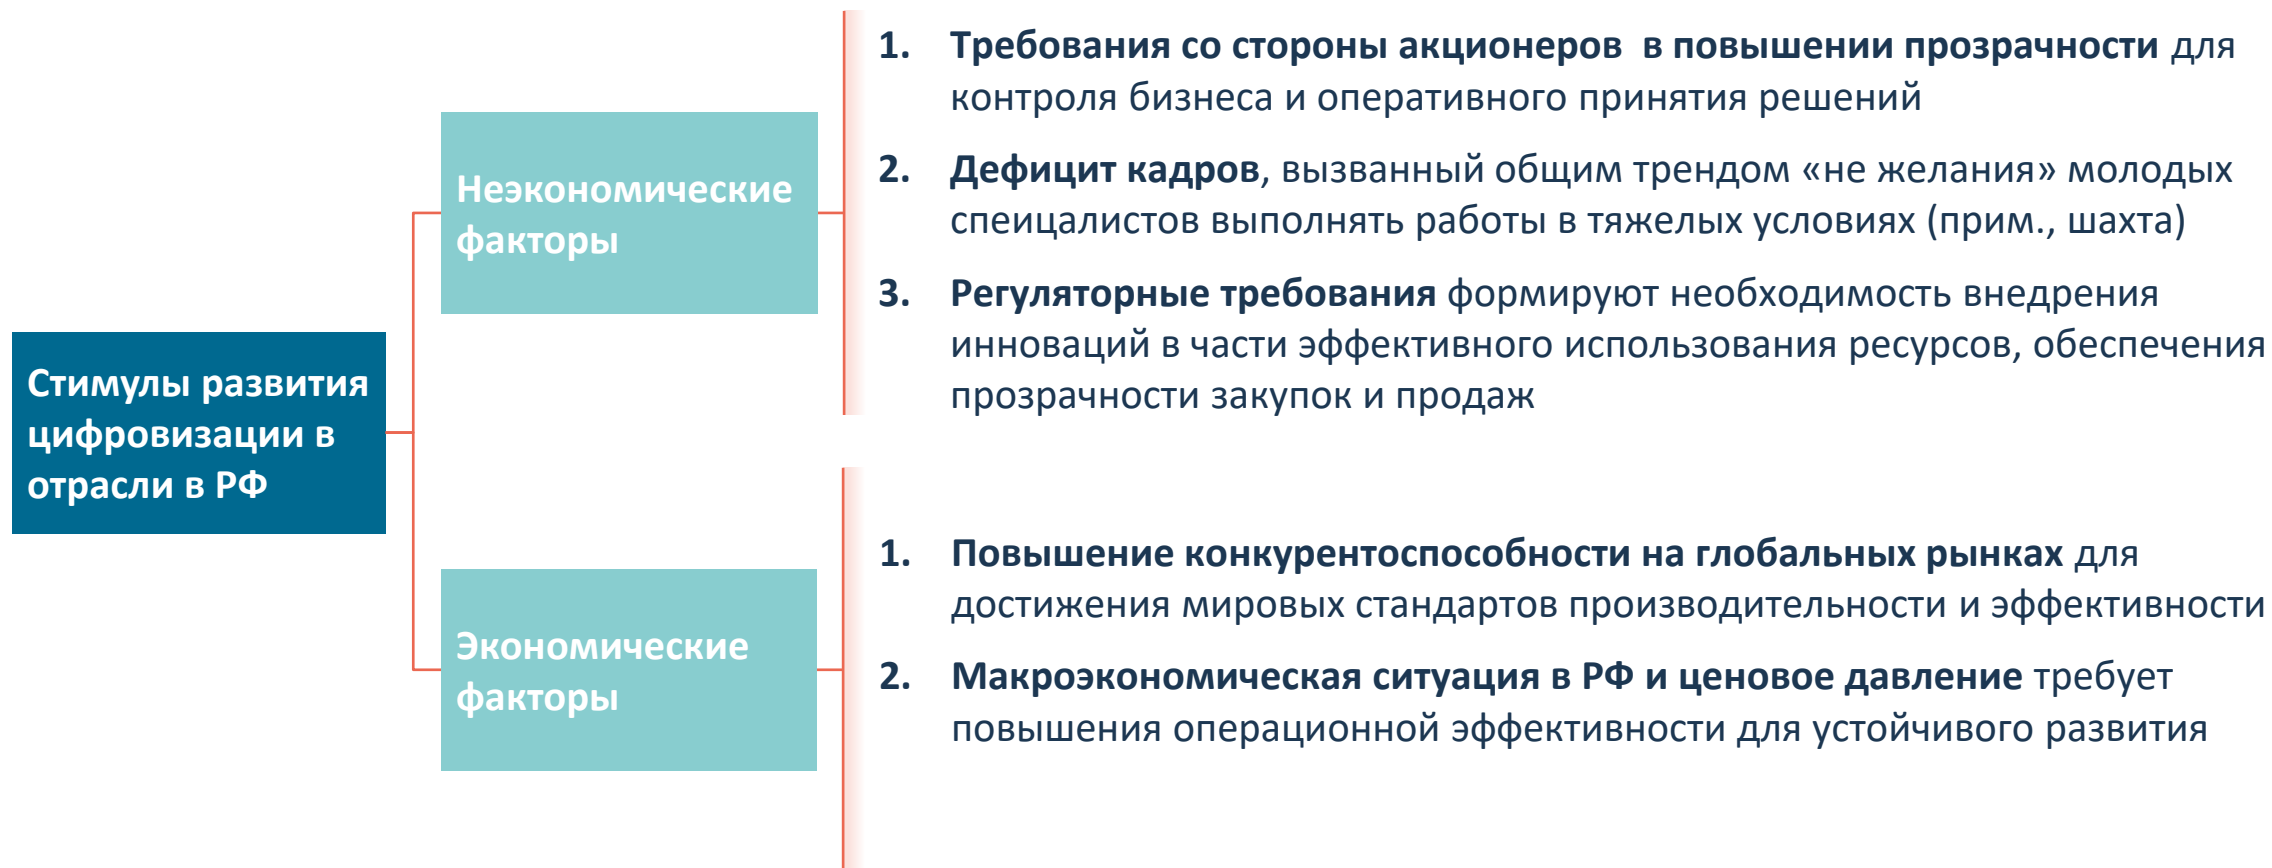 Стимулы развития
цифровизации в
отрасли в РФ
Неэкономические
факторы
1. Требования со стороны акционеров  в повышении прозрачности для
контроля бизнеса и оперативного принятия решений
2. Дефицит кадров, вызванный общим трендом «не желания» молодых
спеицалистов выполнять работы в тяжелых условиях (прим., шахта)
3. Регуляторные требования формируют необходимость внедрения
инноваций в части эффективного использования ресурсов, обеспечения
прозрачности закупок и продаж
Экономические
факторы
1. Повышение конкурентоспособности на глобальных рынках для
достижения мировых стандартов производительности и эффективности
2. Макроэкономическая ситуация в РФ и ценовое давление требует
повышения операционной эффективности для устойчивого развития